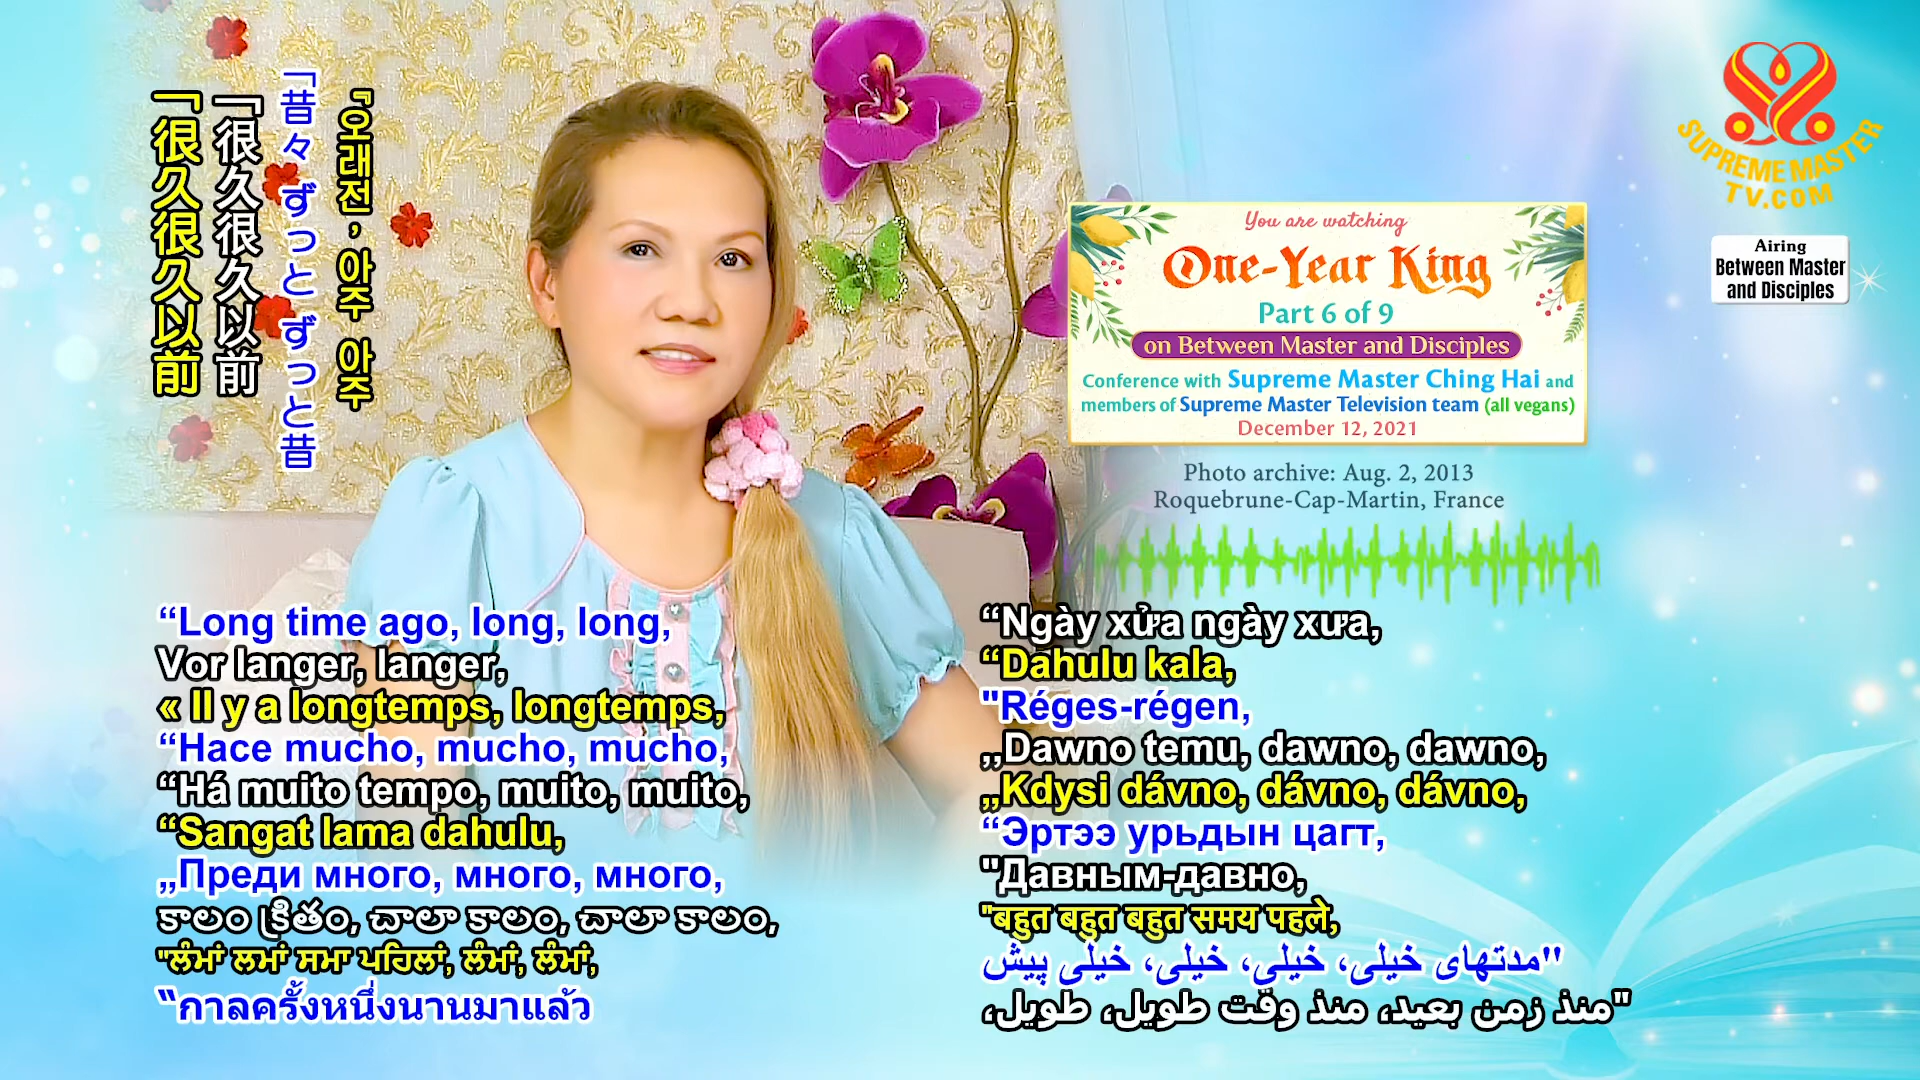 「很久很久以前
「很久很久以前
「昔々 ずっと ずっと昔
『오래전, 아주 아주
SUPREME MASTER
TV.COM
Airing
Between Master
and Disciples
You are watching
One-Year King
Part 6 of 9
on Between Master and Disciples
Conference with Supreme Master Ching Hai and
members of Supreme Master Television team (all vegans)
December 12, 2021
Photo archive: Aug. 2, 2013
Roquebrune-Cap-Martin, France
“Long time ago, long, long,
Vor langer, langer,
« Il y a longtemps, longtemps,
“Hace mucho, mucho, mucho,
“Há muito tempo, muito, muito,
“Sangat lama dahulu,
„Преди много, много, много,
కాలం క్రితం, చాలా కాలం, చాలా కాలం,
"ਲੰਮਾਂ ਲਮਾਂ ਸਮਾ ਪਹਿਲਾਂ, ਲੰਮਾਂ, ਲੰਮਾਂ,
“กาลครั้งหนึ่งนานมาแล้ว
“Ngày xửa ngày xưa,
“Dahulu kala,
"Réges-régen,
„Dawno temu, dawno, dawno,
„Kdysi dávno, dávno, dávno,
“Эртээ урьдын цагт,
"Давным-давно,
"बहुत बहुत बहुत समय पहले,
"مدتهای خیلی، خیلی، خیلی، خیلی پیش
"منذ زمن بعيد، منذ وقت طويل، طويل،